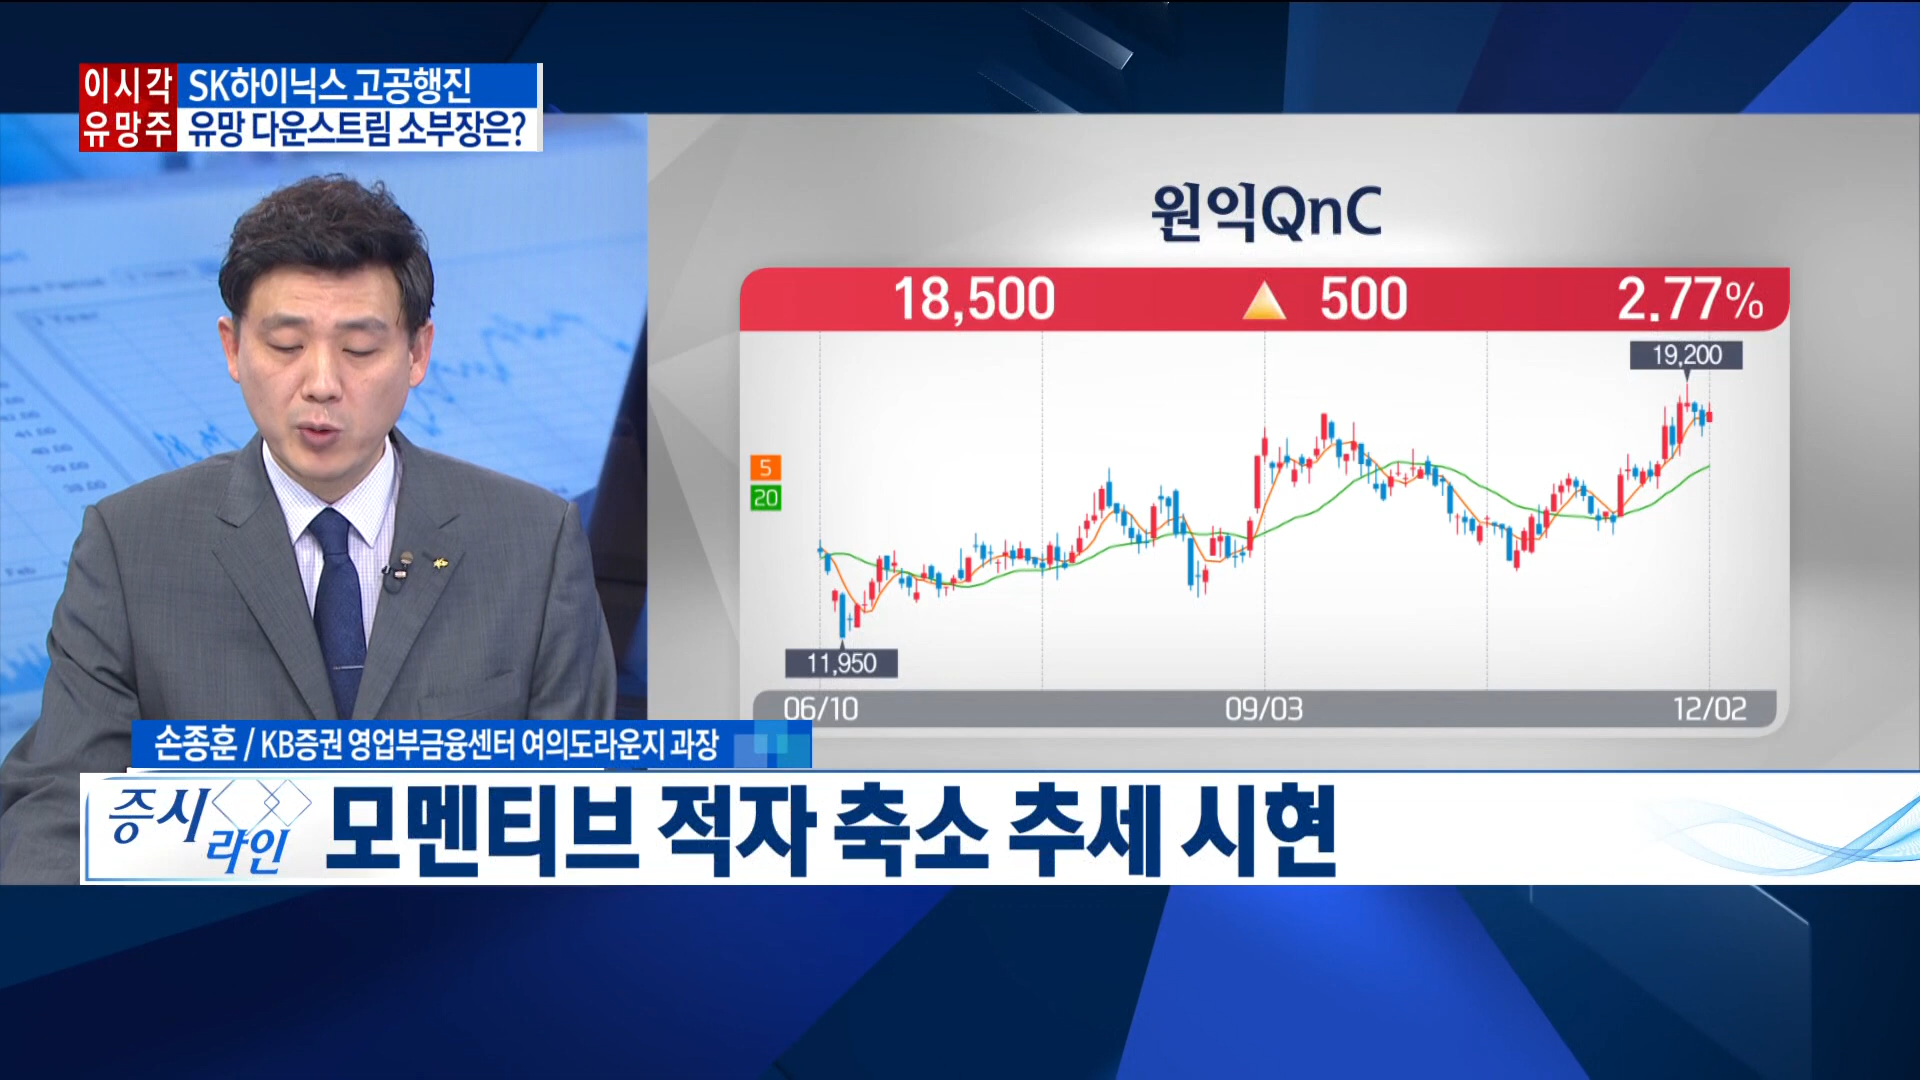 이시각
유망주
SK하이닉스 고공행진
유망 다운스트림 소부장은?
원익QnC
18,500 ▲ 500 2.77%
19,200
5
20
11,950
06/10 09/03 12/02
손종훈 / KB증권 영업부금융센터 여의도라운지 과장
증시
라인
모멘티브 적자 축소 추세 시현